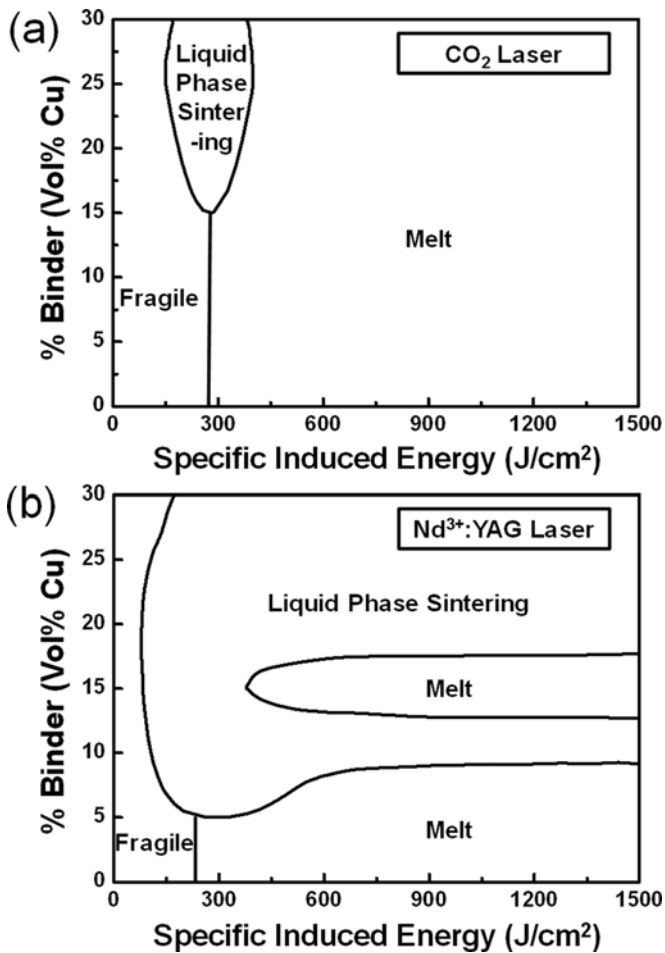 (a)
30
25
20
15
10
5
0
% Binder (Vol% Cu)
Liquid
Phase
Sinter
-ing
CO₂ Laser
Melt
Fragile
0 300 600 900 1200 1500
Specific Induced Energy (J/cm²)
(b)
30
25
20
15
10
5
0
% Binder (Vol% Cu)
Nd³⁺:YAG Laser
Liquid Phase Sintering
Melt
Fragile
Melt
0 300 600 900 1200 1500
Specific Induced Energy (J/cm²)